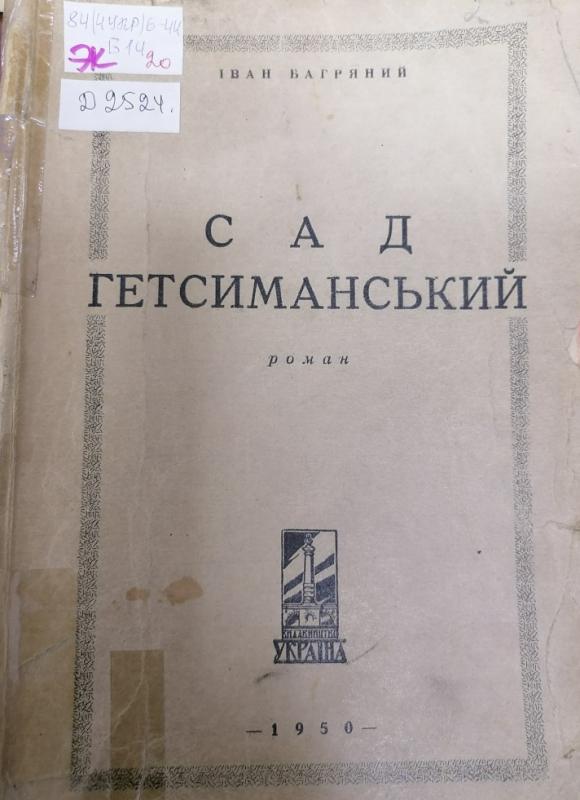 84(4УКР)6-44
Б14
ЭК 20
Д 2524.
ІВАН БАГРЯНИЙ
САД
ГЕТСИМАНСЬКИЙ
роман
ВИДАВНИЦТВО
УКРАЇНА
— 1950 —